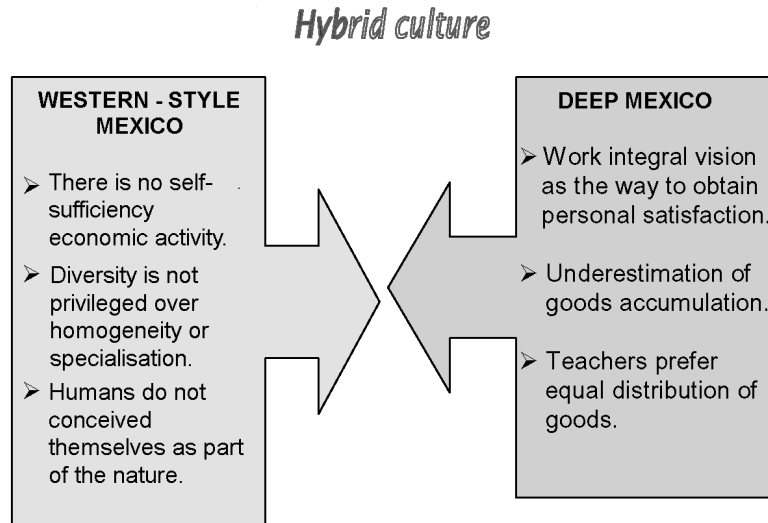 Hybrid culture
WESTERN - STYLE
MEXICO
➢ There is no self-
sufficiency
economic activity.
➢ Diversity is not
privileged over
homogeneity or
specialisation.
➢ Humans do not
conceived
themselves as part
of the nature.
DEEP MEXICO
➢ Work integral vision
as the way to obtain
personal satisfaction.
➢ Underestimation of
goods accumulation.
➢ Teachers prefer
equal distribution of
goods.